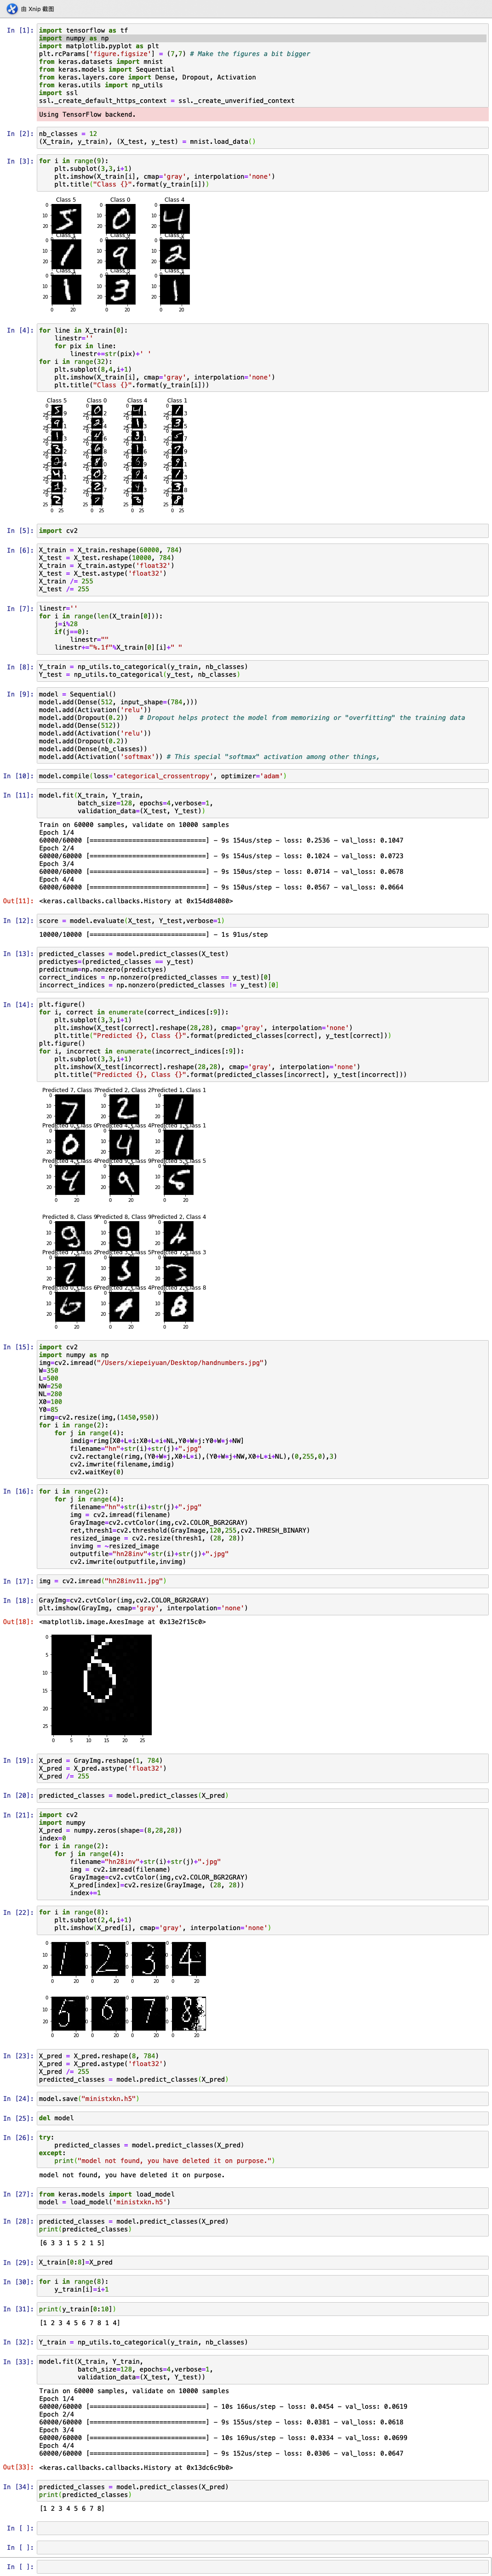 由 Xnip 截图
In [1]: import tensorflow as tf
import numpy as np
import matplotlib.pyplot as plt
plt.rcParams['figure.figsize'] = (7,7) # Make the figures a bit bigger
from keras.datasets import mnist
from keras.models import Sequential
from keras.layers.core import Dense, Dropout, Activation
from keras.utils import np_utils
import ssl
ssl._create_default_https_context = ssl._create_unverified_context
Using TensorFlow backend.
In [2]: nb_classes = 12
(X_train, y_train), (X_test, y_test) = mnist.load_data()
In [3]: for i in range(9):
plt.subplot(3,3,i+1)
plt.imshow(X_train[i], cmap='gray', interpolation='none')
plt.title("Class {}".format(y_train[i]))
Class 5 Class 0 Class 4
In [4]: for line in X_train[0]:
linestr=''
for pix in line:
linestr+=str(pix)+' '
for i in range(32):
plt.subplot(8,4,i+1)
plt.imshow(X_train[i], cmap='gray', interpolation='none')
plt.title("Class {}".format(y_train[i]))
Class 5 Class 0 Class 4 Class 1
In [5]: import cv2
In [6]: X_train = X_train.reshape(60000, 784)
X_test = X_test.reshape(10000, 784)
X_train = X_train.astype('float32')
X_test = X_test.astype('float32')
X_train /= 255
X_test /= 255
In [7]: linestr=''
for i in range(len(X_train[0])):
j=i%28
if(j==0):
linestr=""
linestr+="%.1f"%X_train[0][i]+" "
In [8]: Y_train = np_utils.to_categorical(y_train, nb_classes)
Y_test = np_utils.to_categorical(y_test, nb_classes)
In [9]: model = Sequential()
model.add(Dense(512, input_shape=(784,)))
model.add(Activation('relu'))
model.add(Dropout(0.2)) # Dropout helps protect the model from memorizing or "overfitting" the training data
model.add(Dense(512))
model.add(Activation('relu'))
model.add(Dropout(0.2))
model.add(Dense(nb_classes))
model.add(Activation('softmax')) # This special "softmax" activation among other things,
In [10]: model.compile(loss='categorical_crossentropy', optimizer='adam')
In [11]: model.fit(X_train, Y_train,
batch_size=128, epochs=4,verbose=1,
validation_data=(X_test, Y_test))
Train on 60000 samples, validate on 10000 samples
Epoch 1/4
60000/60000 [==============================] - 9s 154us/step - loss: 0.2536 - val_loss: 0.1047
Epoch 2/4
60000/60000 [==============================] - 9s 154us/step - loss: 0.1024 - val_loss: 0.0723
Epoch 3/4
60000/60000 [==============================] - 9s 150us/step - loss: 0.0714 - val_loss: 0.0678
Epoch 4/4
60000/60000 [==============================] - 9s 150us/step - loss: 0.0567 - val_loss: 0.0664
Out[11]: <keras.callbacks.callbacks.History at 0x154d84080>
In [12]: score = model.evaluate(X_test, Y_test,verbose=1)
10000/10000 [==============================] - 1s 91us/step
In [13]: predicted_classes = model.predict_classes(X_test)
predictyes=(predicted_classes == y_test)
predictnum=np.nonzero(predictyes)
correct_indices = np.nonzero(predicted_classes == y_test)[0]
incorrect_indices = np.nonzero(predicted_classes != y_test)[0]
In [14]: plt.figure()
for i, correct in enumerate(correct_indices[:9]):
plt.subplot(3,3,i+1)
plt.imshow(X_test[correct].reshape(28,28), cmap='gray', interpolation='none')
plt.title("Predicted {}, Class {}".format(predicted_classes[correct], y_test[correct]))
plt.figure()
for i, incorrect in enumerate(incorrect_indices[:9]):
plt.subplot(3,3,i+1)
plt.imshow(X_test[incorrect].reshape(28,28), cmap='gray', interpolation='none')
plt.title("Predicted {}, Class {}".format(predicted_classes[incorrect], y_test[incorrect]))
Predicted 7, Class 7 Predicted 2, Class 2 Predicted 1, Class 1
Predicted 8, Class 9 Predicted 8, Class 9 Predicted 2, Class 4
In [15]: import cv2
import numpy as np
img=cv2.imread("/Users/xiepeiyuan/Desktop/handnumbers.jpg")
W=350
L=500
NW=250
NL=280
X0=100
Y0=85
rimg=cv2.resize(img,(1450,950))
for i in range(2):
for j in range(4):
imdig=rimg[X0+L*i:X0+L*i+NL,Y0+W*j:Y0+W*j+NW]
filename="hn"+str(i)+str(j)+".jpg"
cv2.rectangle(rimg,(Y0+W*j,X0+L*i),(Y0+W*j+NW,X0+L*i+NL),(0,255,0),3)
cv2.imwrite(filename,imdig)
cv2.waitKey(0)
In [16]: for i in range(2):
for j in range(4):
filename="hn"+str(i)+str(j)+".jpg"
img = cv2.imread(filename)
GrayImage=cv2.cvtColor(img,cv2.COLOR_BGR2GRAY)
ret,thresh1=cv2.threshold(GrayImage,120,255,cv2.THRESH_BINARY)
resized_image = cv2.resize(thresh1, (28, 28))
invimg = ~resized_image
outputfile="hn28inv"+str(i)+str(j)+".jpg"
cv2.imwrite(outputfile,invimg)
In [17]: img = cv2.imread("hn28inv11.jpg")
In [18]: GrayImg=cv2.cvtColor(img,cv2.COLOR_BGR2GRAY)
plt.imshow(GrayImg, cmap='gray', interpolation='none')
Out[18]: <matplotlib.image.AxesImage at 0x13e2f15c0>
0
5
10
15
20
25
0 5 10 15 20 25
In [19]: X_pred = GrayImg.reshape(1, 784)
X_pred = X_pred.astype('float32')
X_pred /= 255
In [20]: predicted_classes = model.predict_classes(X_pred)
In [21]: import cv2
import numpy
X_pred = numpy.zeros(shape=(8,28,28))
index=0
for i in range(2):
for j in range(4):
filename="hn28inv"+str(i)+str(j)+".jpg"
img = cv2.imread(filename)
GrayImage=cv2.cvtColor(img,cv2.COLOR_BGR2GRAY)
X_pred[index]=cv2.resize(GrayImage, (28, 28))
index+=1
In [22]: for i in range(8):
plt.subplot(2,4,i+1)
plt.imshow(X_pred[i], cmap='gray', interpolation='none')
1 2 3 4
5 6 7 8
In [23]: X_pred = X_pred.reshape(8, 784)
X_pred = X_pred.astype('float32')
X_pred /= 255
predicted_classes = model.predict_classes(X_pred)
In [24]: model.save("ministxkn.h5")
In [25]: del model
In [26]: try:
predicted_classes = model.predict_classes(X_pred)
except:
print("model not found, you have deleted it on purpose.")
model not found, you have deleted it on purpose.
In [27]: from keras.models import load_model
model = load_model('ministxkn.h5')
In [28]: predicted_classes = model.predict_classes(X_pred)
print(predicted_classes)
[6 3 3 1 5 2 1 5]
In [29]: X_train[0:8]=X_pred
In [30]: for i in range(8):
y_train[i]=i+1
In [31]: print(y_train[0:10])
[1 2 3 4 5 6 7 8 1 4]
In [32]: Y_train = np_utils.to_categorical(y_train, nb_classes)
In [33]: model.fit(X_train, Y_train,
batch_size=128, epochs=4,verbose=1,
validation_data=(X_test, Y_test))
Train on 60000 samples, validate on 10000 samples
Epoch 1/4
60000/60000 [==============================] - 10s 166us/step - loss: 0.0454 - val_loss: 0.0619
Epoch 2/4
60000/60000 [==============================] - 9s 155us/step - loss: 0.0381 - val_loss: 0.0618
Epoch 3/4
60000/60000 [==============================] - 10s 169us/step - loss: 0.0334 - val_loss: 0.0699
Epoch 4/4
60000/60000 [==============================] - 9s 152us/step - loss: 0.0306 - val_loss: 0.0647
Out[33]: <keras.callbacks.callbacks.History at 0x13dc6c9b0>
In [34]: predicted_classes = model.predict_classes(X_pred)
print(predicted_classes)
[1 2 3 4 5 6 7 8]
In [ ]:
In [ ]:
In [ ]: